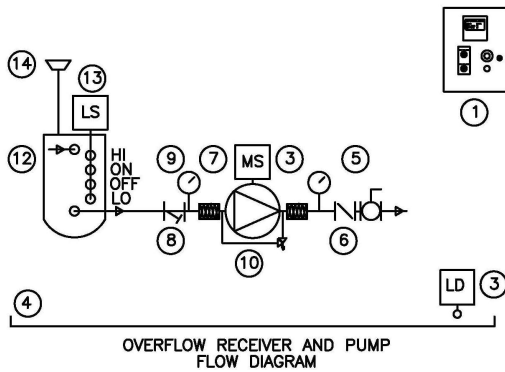 14
13
LS
1
12
HI
ON
OFF
LO
9
7
MS
3
5
8
6
10
LD
3
4
OVERFLOW RECEIVER AND PUMP
FLOW DIAGRAM